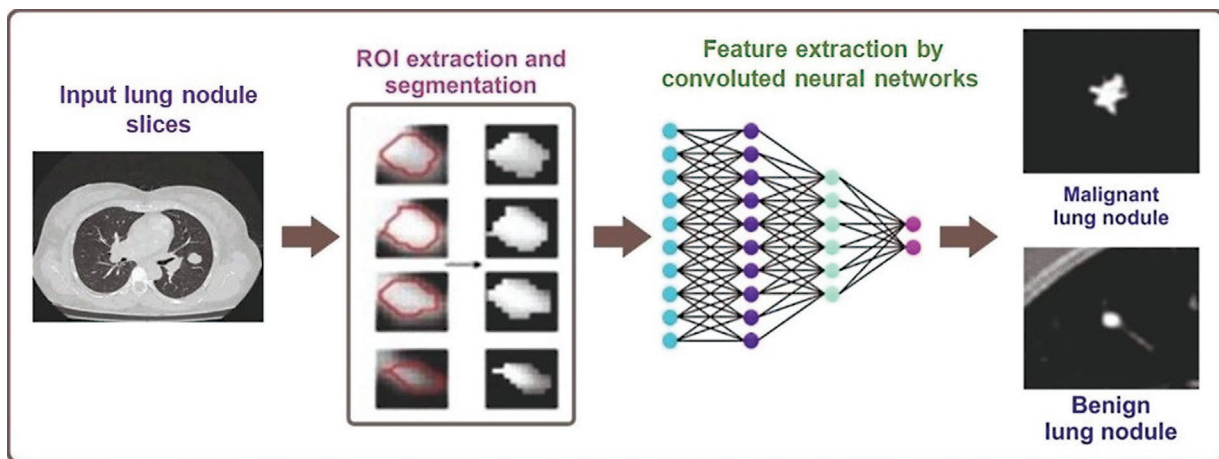 Input lung nodule
slices
ROI extraction and
segmentation
Feature extraction by
convoluted neural networks
Malignant
lung nodule
Benign
lung nodule